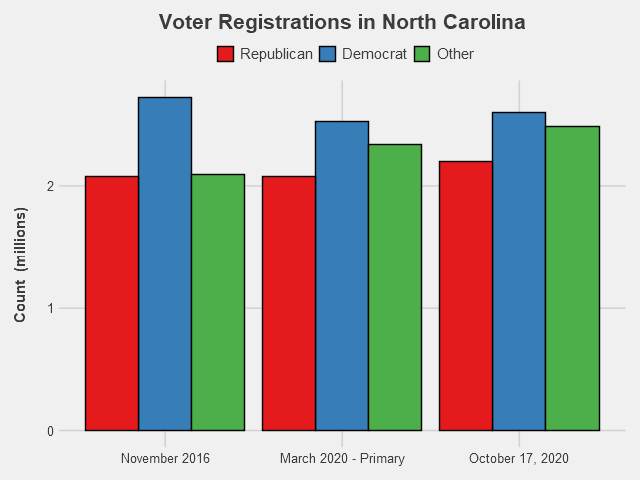 Voter Registrations in North Carolina
Republican Democrat Other
Count (millions)
2
1
0
November 2016 March 2020 - Primary October 17, 2020